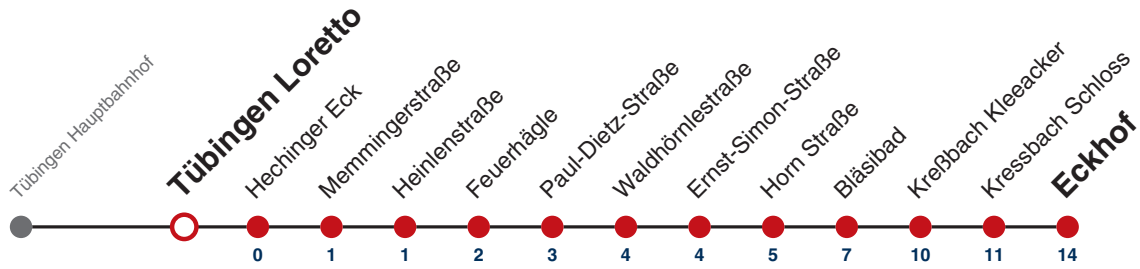 Tübingen Hauptbahnhof
Tübingen Loretto
Hechinger Eck
Memmingerstraße
Heinlenstraße
Feuerhägle
Paul-Dietz-Straße
Waldhörnlestraße
Ernst-Simon-Straße
Horn Straße
Bläsibad
Kreßbach Kleeacker
Kressbach Schloss
Eckhof
0 1 1 2 3 4 4 5 7 10 11 14